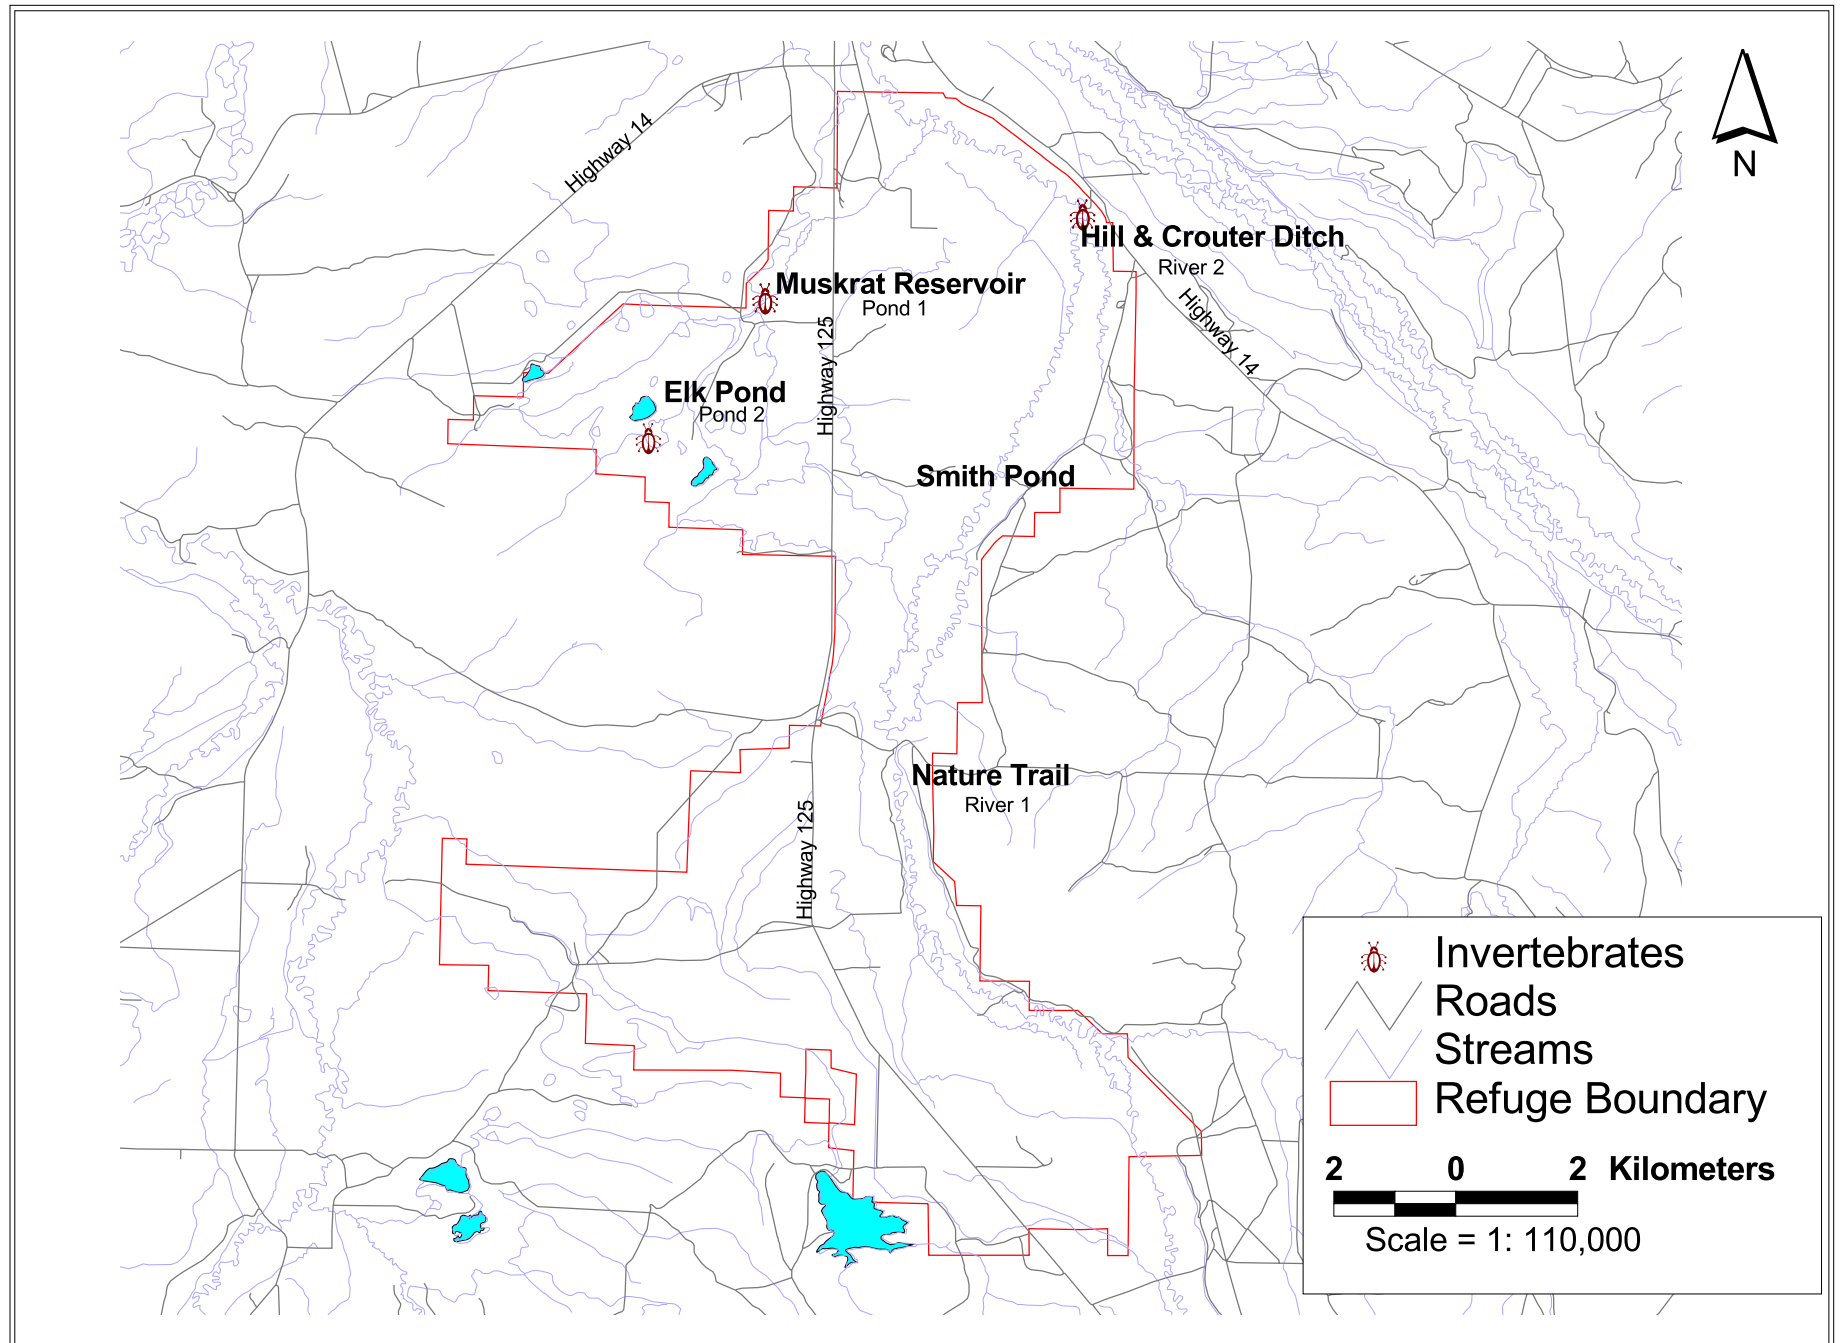 Highway 14
N
Hill & Crouter Ditch
River 2
Muskrat Reservoir
Pond 1
Highway 14
Highway 125
Elk Pond
Pond 2
Smith Pond
Nature Trail
River 1
Highway 125
Invertebrates
Roads
Streams
Refuge Boundary
2 0 2 Kilometers
Scale = 1: 110,000